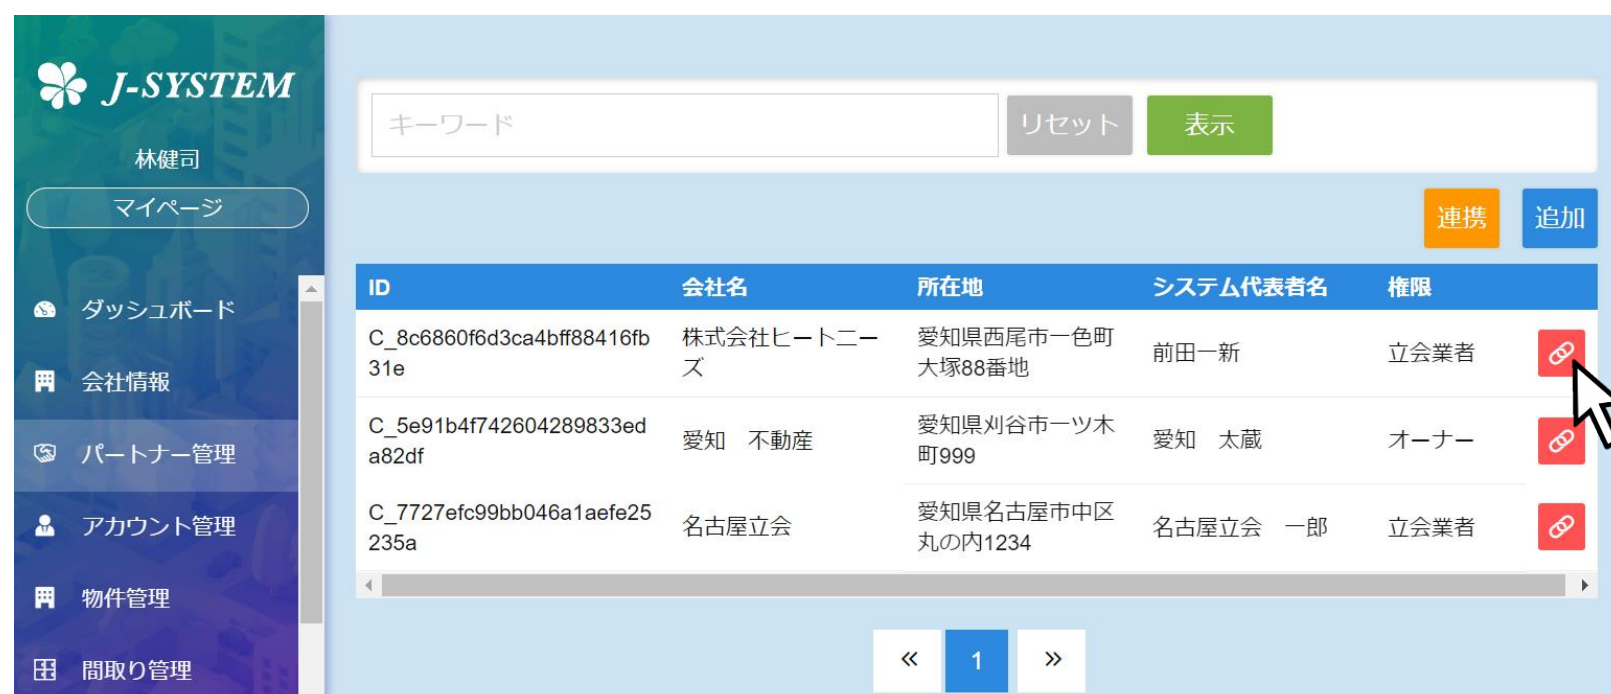 J-SYSTEM
林健司
マイページ
ダッシュボード
会社情報
パートナー管理
アカウント管理
物件管理
間取り管理
キーワード リセット 表示
連携 追加
ID 会社名 所在地 システム代表者名 権限
C_8c6860f6d3ca4bff88416fb 株式会社ヒートニー 愛知県西尾市一色町 前田一新 立会業者
31e ズ 大塚88番地
C_5e91b4f742604289833ed 愛知　不動産 愛知県刈谷市一ツ木 愛知　太蔵 オーナー
a82df 町999
C_7727efc99bb046a1aefe25 名古屋立会 愛知県名古屋市中区 名古屋立会　一郎 立会業者
235a 丸の内1234
« 1 »